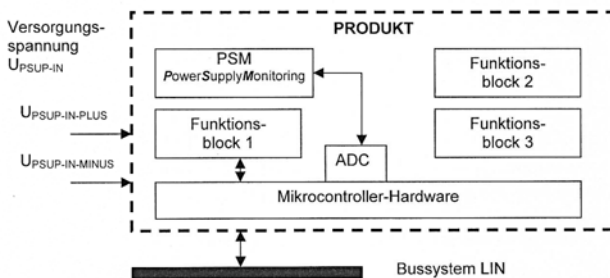 Versorgungs-
spannung
UPSUP-IN
UPSUP-IN-PLUS
UPSUP-IN-MINUS
PRODUKT
PSM
PowerSupplyMonitoring
Funktions-
block 2
Funktions-
block 1
Funktions-
block 3
ADC
Mikrocontroller-Hardware
Bussystem LIN